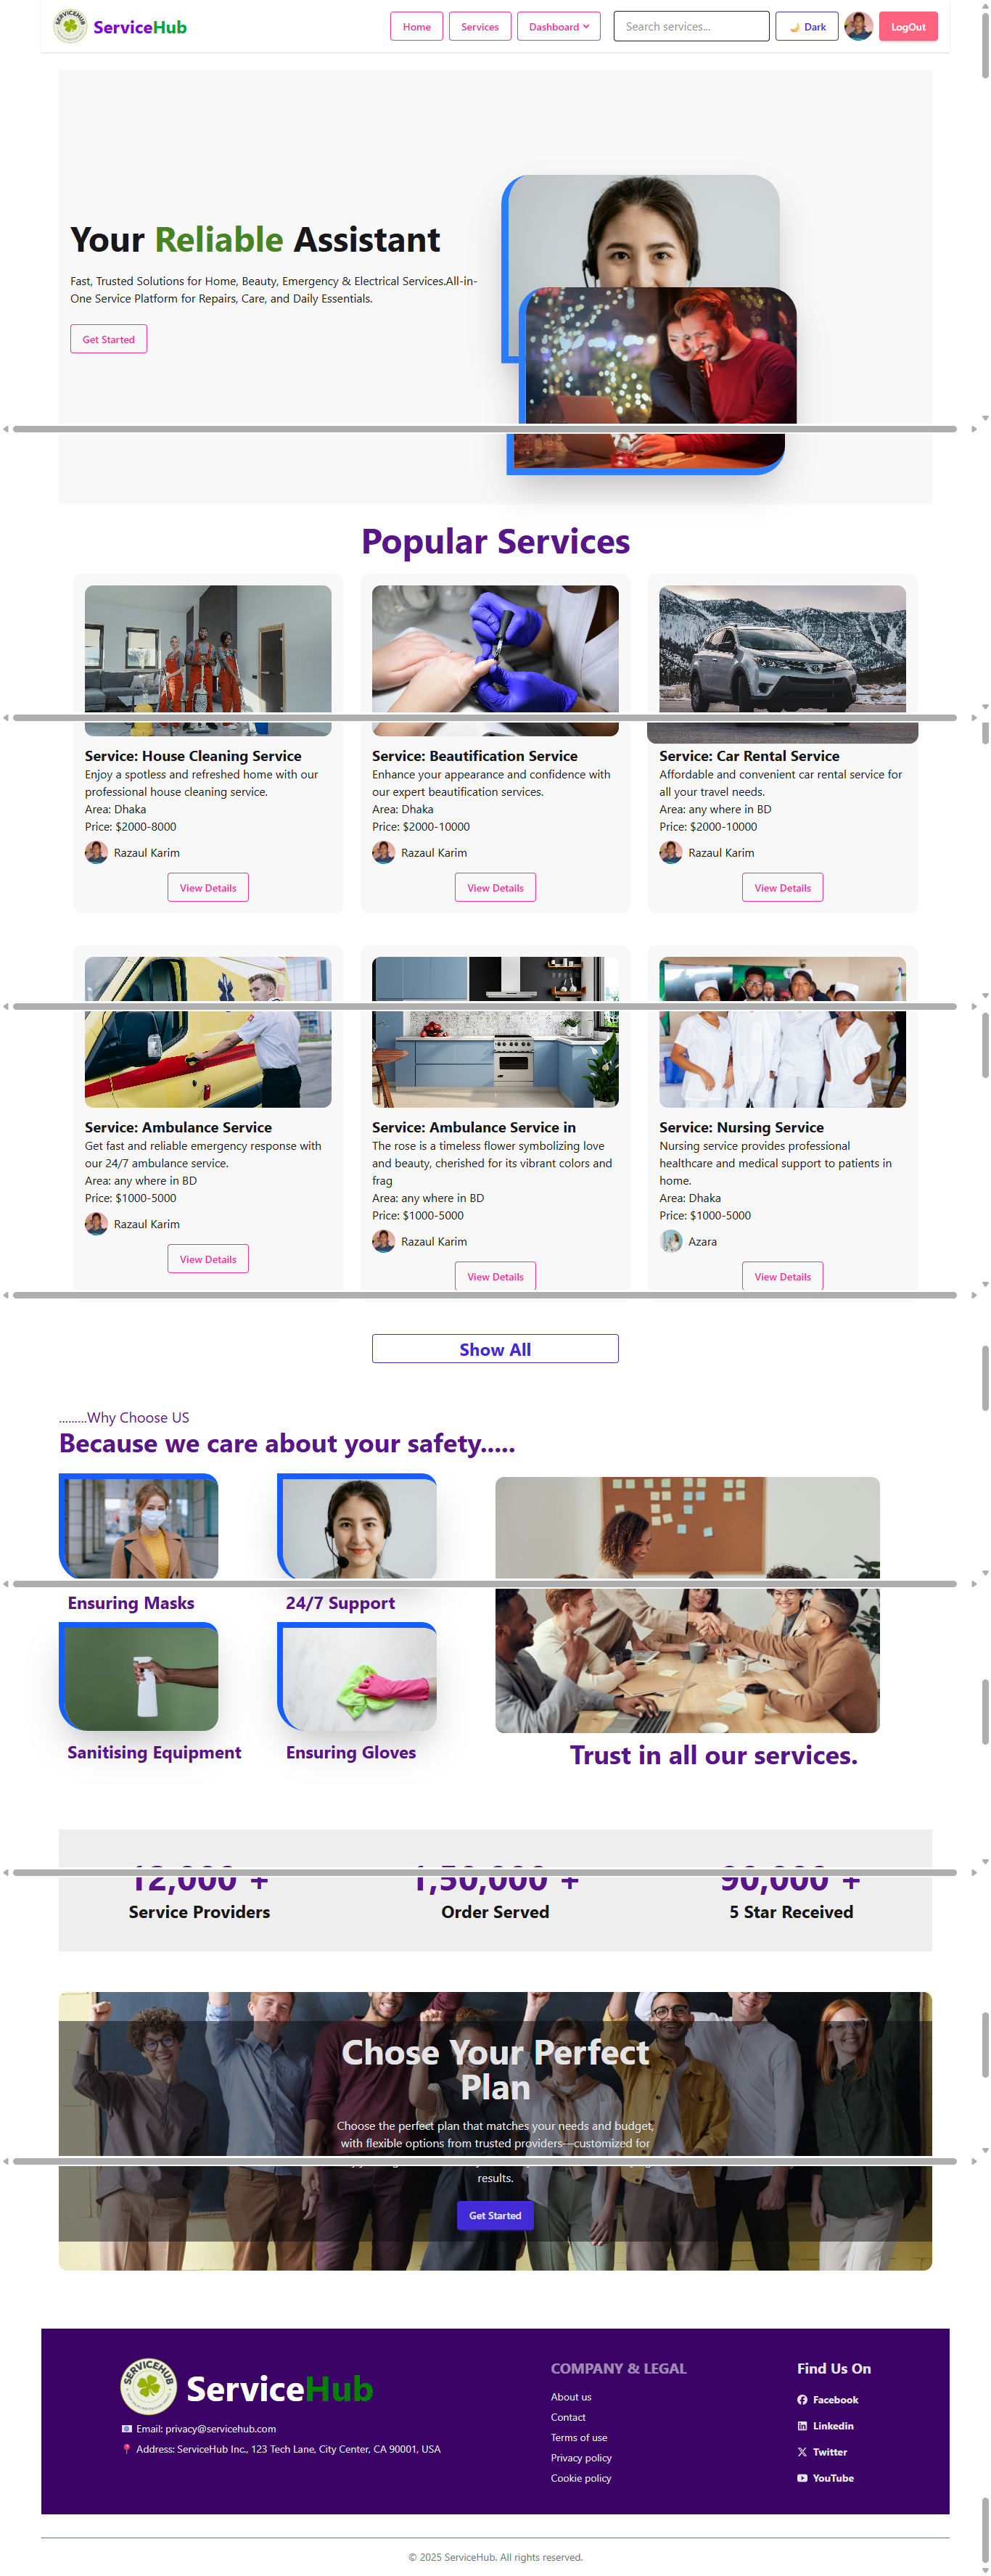 ServiceHub
Home
Services
Dashboard
Search services...
🌙 Dark
LogOut
Your Reliable Assistant
Fast, Trusted Solutions for Home, Beauty, Emergency & Electrical Services.All-in-
One Service Platform for Repairs, Care, and Daily Essentials.
Get Started
Popular Services
Service: House Cleaning Service
Enjoy a spotless and refreshed home with our
professional house cleaning service.
Area: Dhaka
Price: $2000-8000
Razaul Karim
View Details
Service: Beautification Service
Enhance your appearance and confidence with
our expert beautification services.
Area: Dhaka
Price: $2000-10000
Razaul Karim
View Details
Service: Car Rental Service
Affordable and convenient car rental service for
all your travel needs.
Area: any where in BD
Price: $2000-10000
Razaul Karim
View Details
Service: Ambulance Service
Get fast and reliable emergency response with
our 24/7 ambulance service.
Area: any where in BD
Price: $1000-5000
Razaul Karim
View Details
Service: Ambulance Service in
The rose is a timeless flower symbolizing love
and beauty, cherished for its vibrant colors and
frag
Area: any where in BD
Price: $1000-5000
Razaul Karim
View Details
Service: Nursing Service
Nursing service provides professional
healthcare and medical support to patients in
home.
Area: Dhaka
Price: $1000-5000
Azara
View Details
Show All
.........Why Choose US
Because we care about your safety.....
Ensuring Masks
24/7 Support
Sanitising Equipment
Ensuring Gloves
Trust in all our services.
12,000 +
Service Providers
1,50,000 +
Order Served
90,000 +
5 Star Received
Chose Your Perfect
Plan
Choose the perfect plan that matches your needs and budget,
with flexible options from trusted providers—customized for
results.
Get Started
SERVICEHUB
ServiceHub
📧 Email: privacy@servicehub.com
📍 Address: ServiceHub Inc., 123 Tech Lane, City Center, CA 90001, USA
COMPANY & LEGAL
About us
Contact
Terms of use
Privacy policy
Cookie policy
Find Us On
Facebook
Linkedin
Twitter
YouTube
© 2025 ServiceHub. All rights reserved.